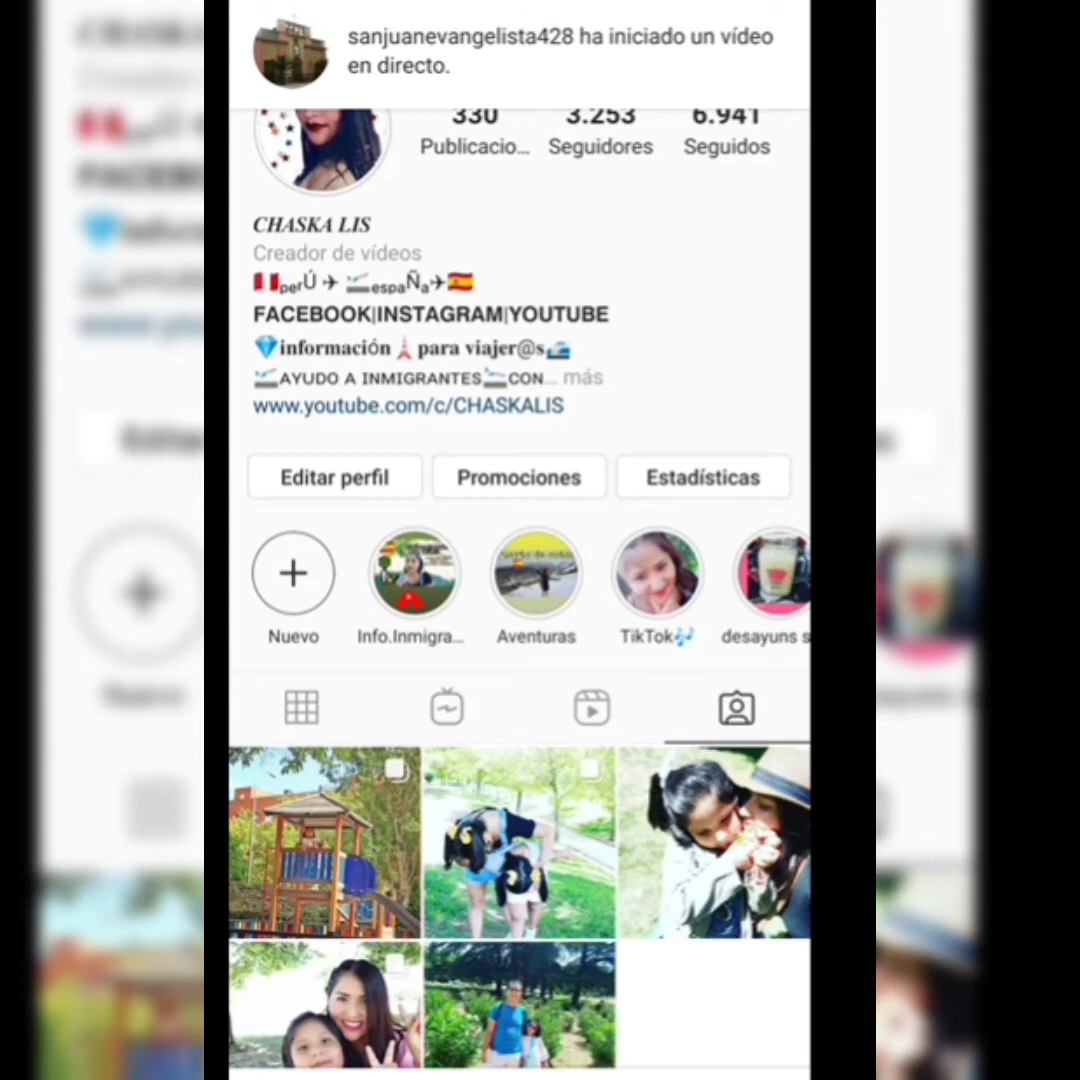 sanjuanevangelista428 ha iniciado un vídeo
en directo.
330 3.253 6.941
Publicacio... Seguidores Seguidos
CHASKA LIS
Creador de vídeos
🇵🇪ₚₑᵣÚ ✈ 🛫ₑₛₚₐÑₐ✈🇪🇸
FACEBOOK|INSTAGRAM|YOUTUBE
💎información🗼para viajer@s🚈
🛫AYUDO A INMIGRANTES🛬CON... más
www.youtube.com/c/CHASKALIS
Editar perfil Promociones Estadísticas
Nuevo Info.Inmigra... Aventuras TikTok🎶 desayuns s